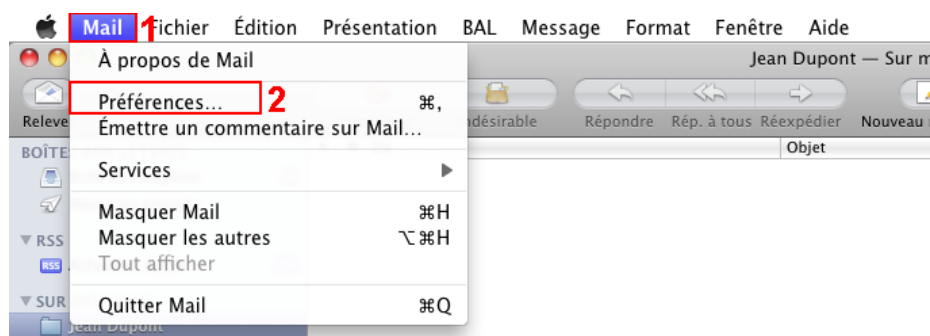 Mail 1 Fichier Édition Présentation BAL Message Format Fenêtre Aide
À propos de Mail
Jean Dupont — Sur
Préférences... 2 ⌘,
Releve
Indésirable Répondre Rép. à tous Réexpédier Nouveau
Émettre un commentaire sur Mail...
BOÎTE
Objet
Services
Masquer Mail ⌘H
Masquer les autres ⌥⌘H
RSS
Tout afficher
RSS
SUR
Quitter Mail ⌘Q
Jean Dupont